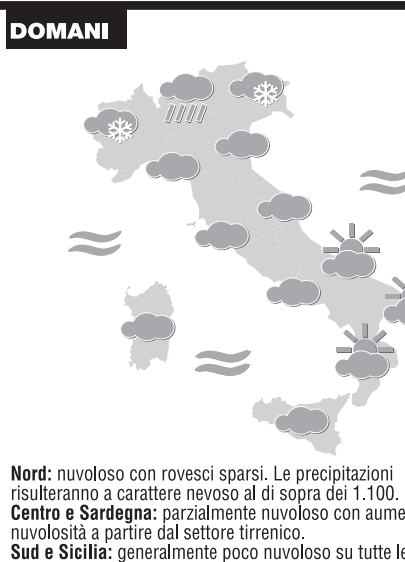 DOMANI
Nord: nuvoloso con rovesci sparsi. Le precipitazioni
risulteranno a carattere nevoso al di sopra dei 1.100.
Centro e Sardegna: parzialmente nuvoloso con aume
nuvolosità a partire dal settore tirrenico.
Sud e Sicilia: generalmente poco nuvoloso su tutte le